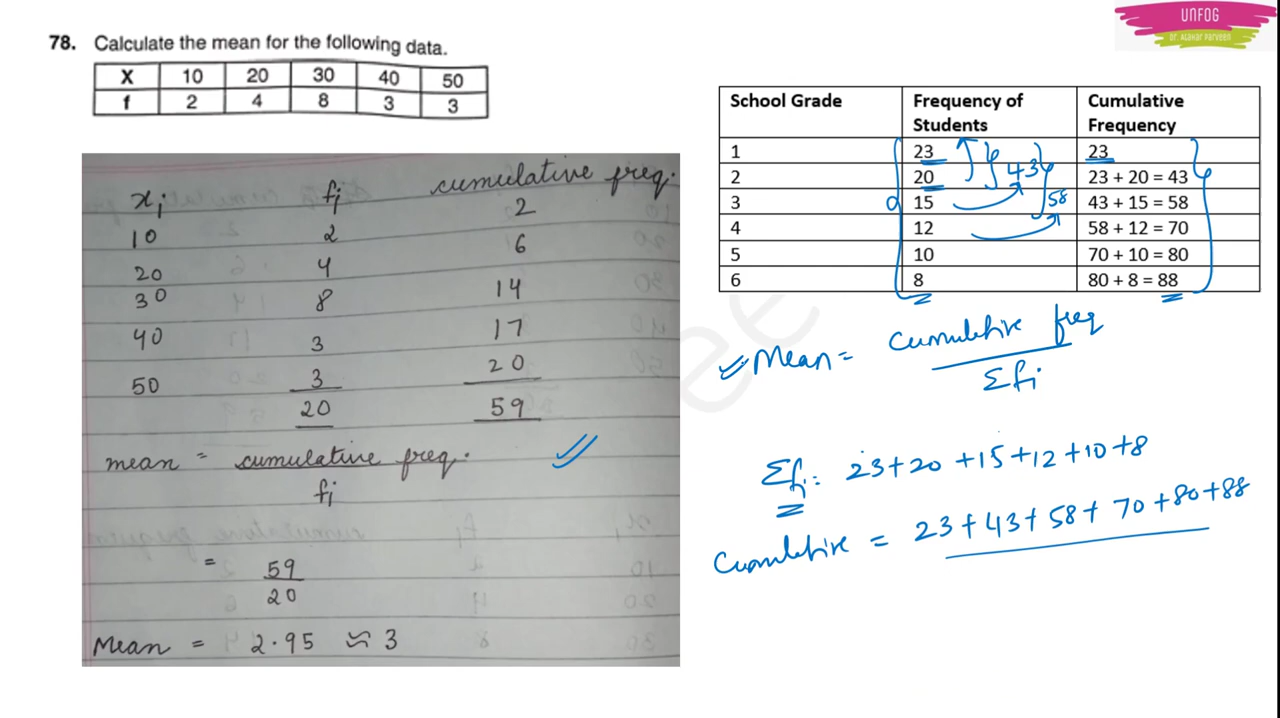 UNFOG
Dr. Alahar Parveen
78. Calculate the mean for the following data.
X 10 20 30 40 50
f 2 4 8 3 3
xi fi cumulative freq.
10 2 2
20 4 6
30 8 14
40 3 17
50 3 20
20 59
mean = cumulative freq.
fi
= 59
20
Mean = 2.95 ≈ 3
School Grade Frequency of Students Cumulative Frequency
1 23 23
2 20 23 + 20 = 43
3 15 43 + 15 = 58
4 12 58 + 12 = 70
5 10 70 + 10 = 80
6 8 80 + 8 = 88
43
58
Mean = Cumulative freq
Σfi
Σfi = 23+20+15+12+10+8
Cumulative = 23+43+58+70+80+88